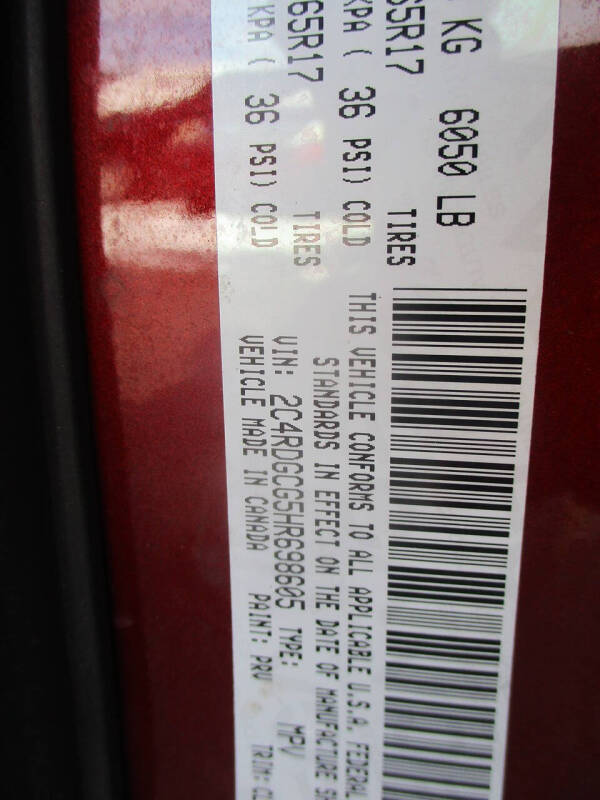 KG 6050 LB
65R17 TIRES
KPA ( 36 PSI) COLD
65R17 TIRES
KPA ( 36 PSI) COLD
THIS VEHICLE CONFORMS TO ALL APPLICABLE U.S.A. FEDERAL
STANDARDS IN EFFECT ON THE DATE OF MANUFACTURE
VIN: 2C4RDGCG5HR698605 TYPE: MPV
VEHICLE MADE IN CANADA PAINT: PRV TRIM: